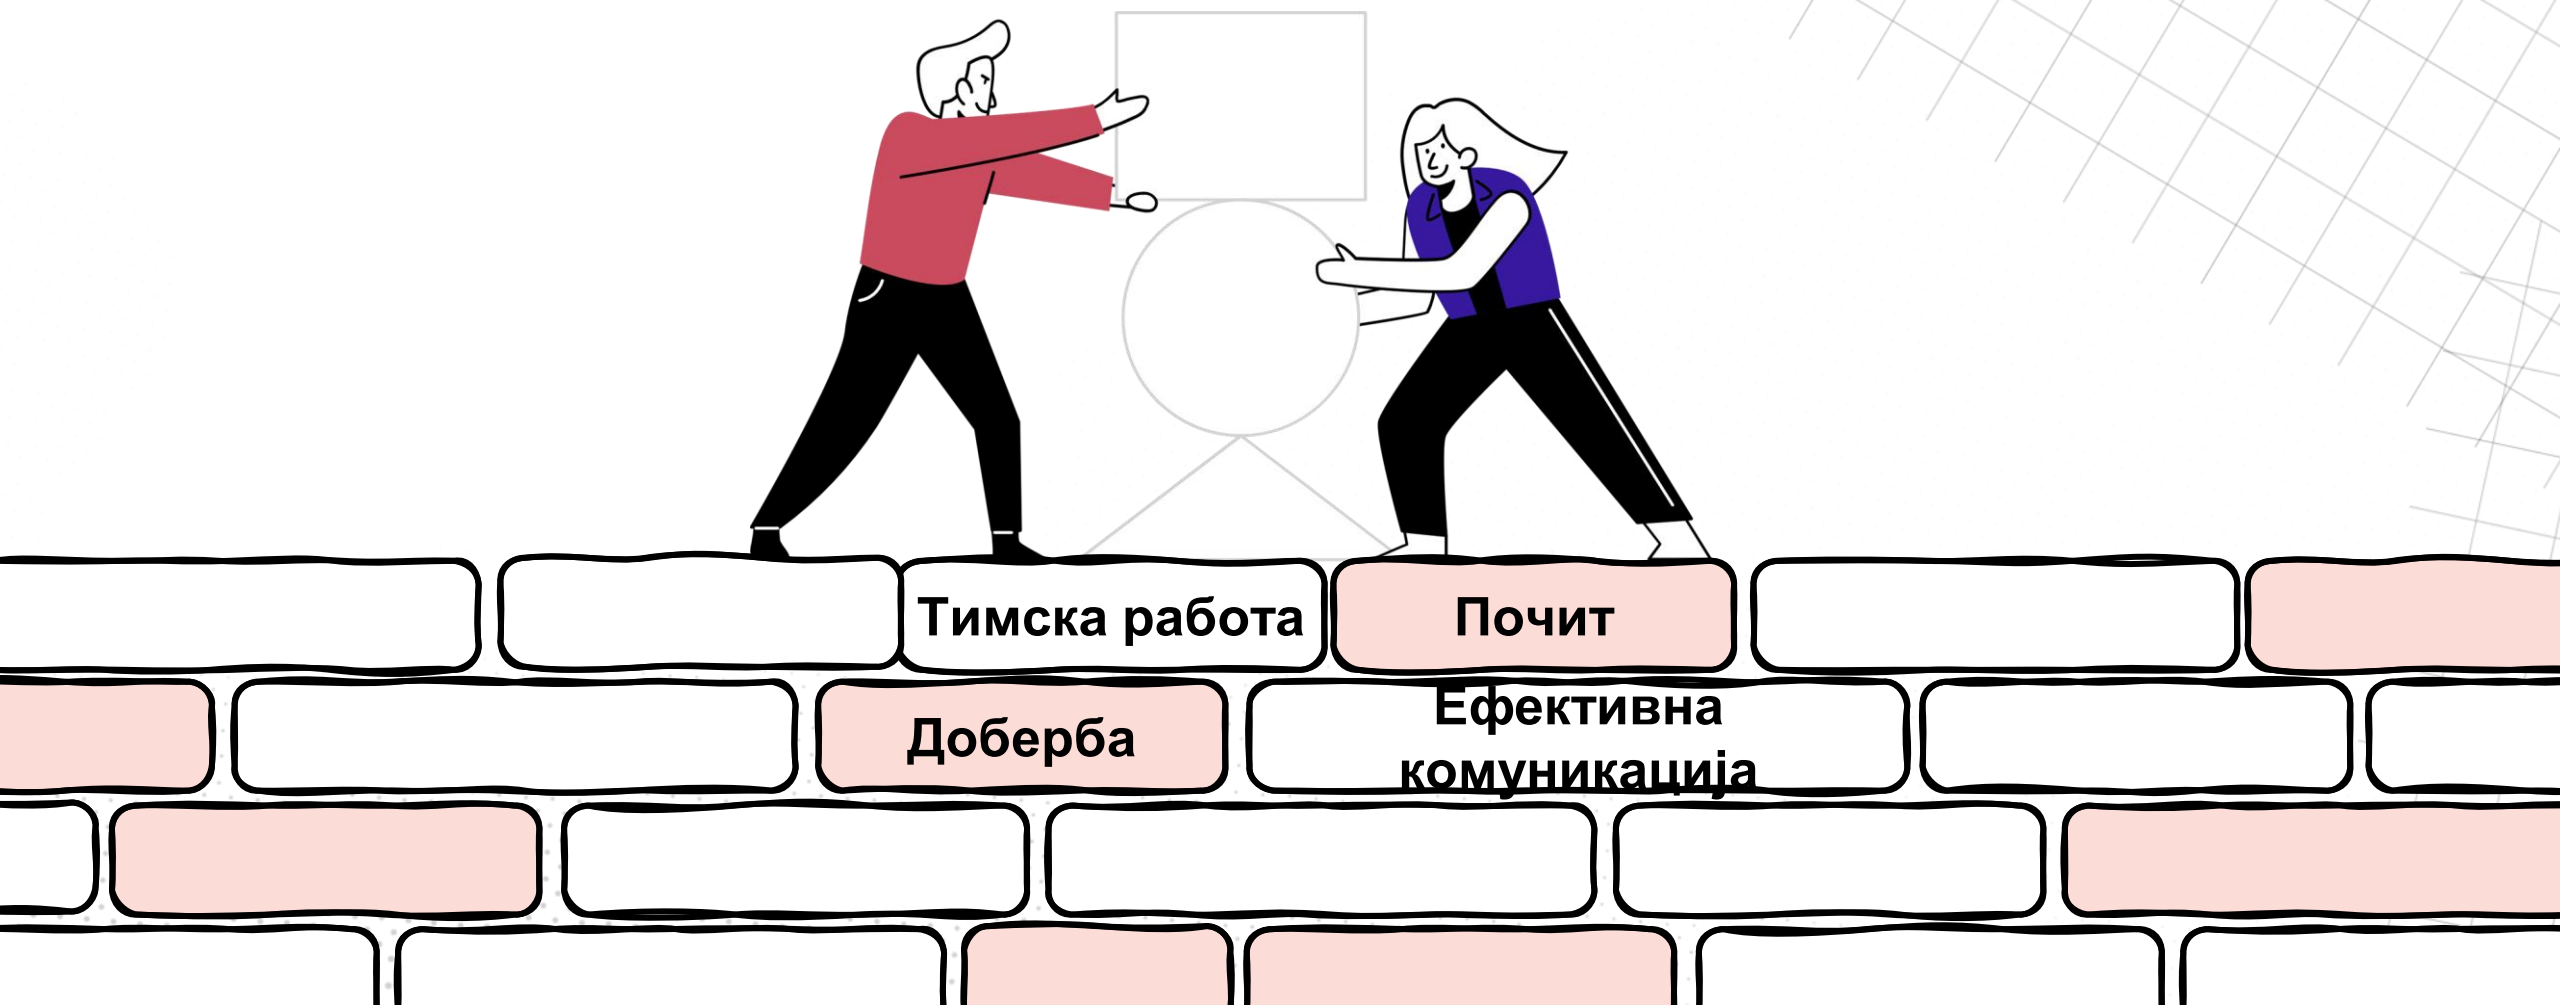 Тимска работа
Почит
Доберба
Ефективна
комуникација